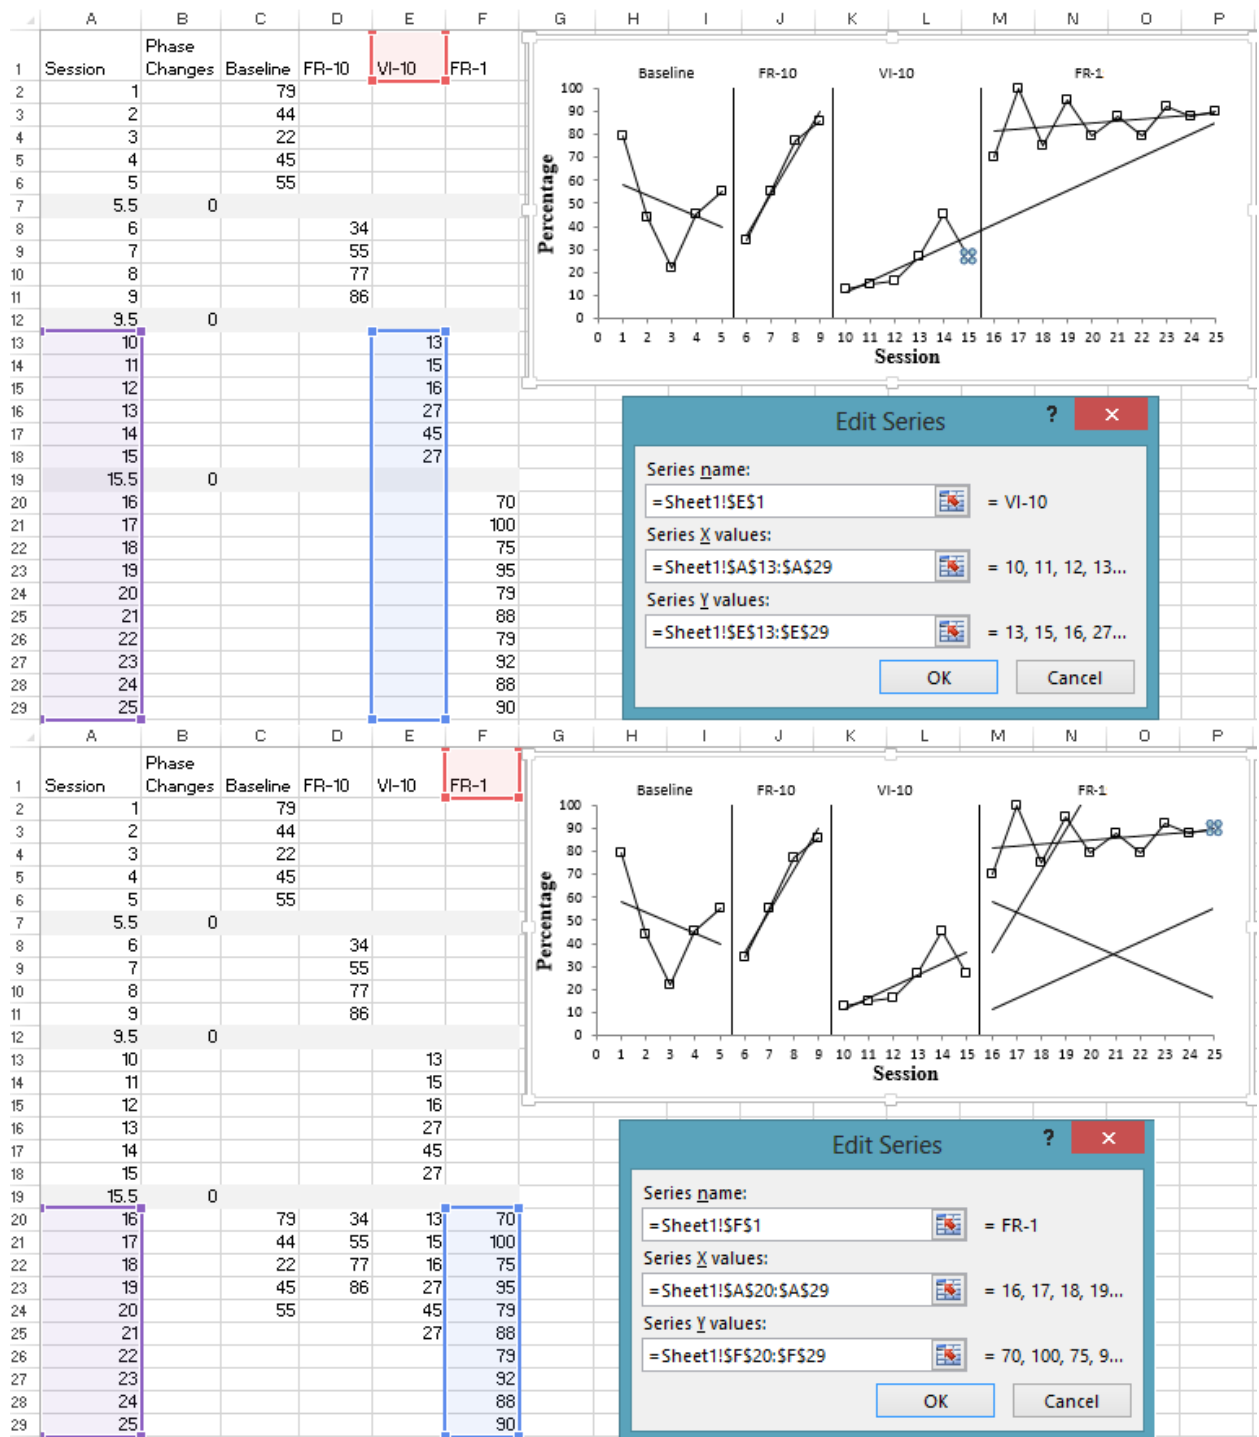 A B C D E F G H I J K L M N O P
Phase
1 Session Changes Baseline FR-10 VI-10 FR-1
2 1 79
3 2 44
4 3 22
5 4 45
6 5 55
7 5.5 0
8 6 34
9 7 55
10 8 77
11 9 86
12 9.5 0
13 10 13
14 11 15
15 12 16
16 13 27
17 14 45
18 15 27
19 15.5 0
20 16 70
21 17 100
22 18 75
23 19 95
24 20 79
25 21 88
26 22 79
27 23 92
28 24 88
29 25 90
Baseline FR-10 VI-10 FR-1
Percentage
100
90
80
70
60
50
40
30
20
10
0
0 1 2 3 4 5 6 7 8 9 10 11 12 13 14 15 16 17 18 19 20 21 22 23 24 25
Session
Edit Series ? ×
Series name:
=Sheet1!$E$1 = VI-10
Series X values:
=Sheet1!$A$13:$A$29 = 10, 11, 12, 13...
Series Y values:
=Sheet1!$E$13:$E$29 = 13, 15, 16, 27...
OK Cancel
A B C D E F G H I J K L M N O P
Phase
1 Session Changes Baseline FR-10 VI-10 FR-1
2 1 79
3 2 44
4 3 22
5 4 45
6 5 55
7 5.5 0
8 6 34
9 7 55
10 8 77
11 9 86
12 9.5 0
13 10 13
14 11 15
15 12 16
16 13 27
17 14 45
18 15 27
19 15.5 0
20 16 79 34 13 70
21 17 44 55 15 100
22 18 22 77 16 75
23 19 45 86 27 95
24 20 55 45 79
25 21 27 88
26 22 79
27 23 92
28 24 88
29 25 90
Baseline FR-10 VI-10 FR-1
Percentage
100
90
80
70
60
50
40
30
20
10
0
0 1 2 3 4 5 6 7 8 9 10 11 12 13 14 15 16 17 18 19 20 21 22 23 24 25
Session
Edit Series ? ×
Series name:
=Sheet1!$F$1 = FR-1
Series X values:
=Sheet1!$A$20:$A$29 = 16, 17, 18, 19...
Series Y values:
=Sheet1!$F$20:$F$29 = 70, 100, 75, 9...
OK Cancel